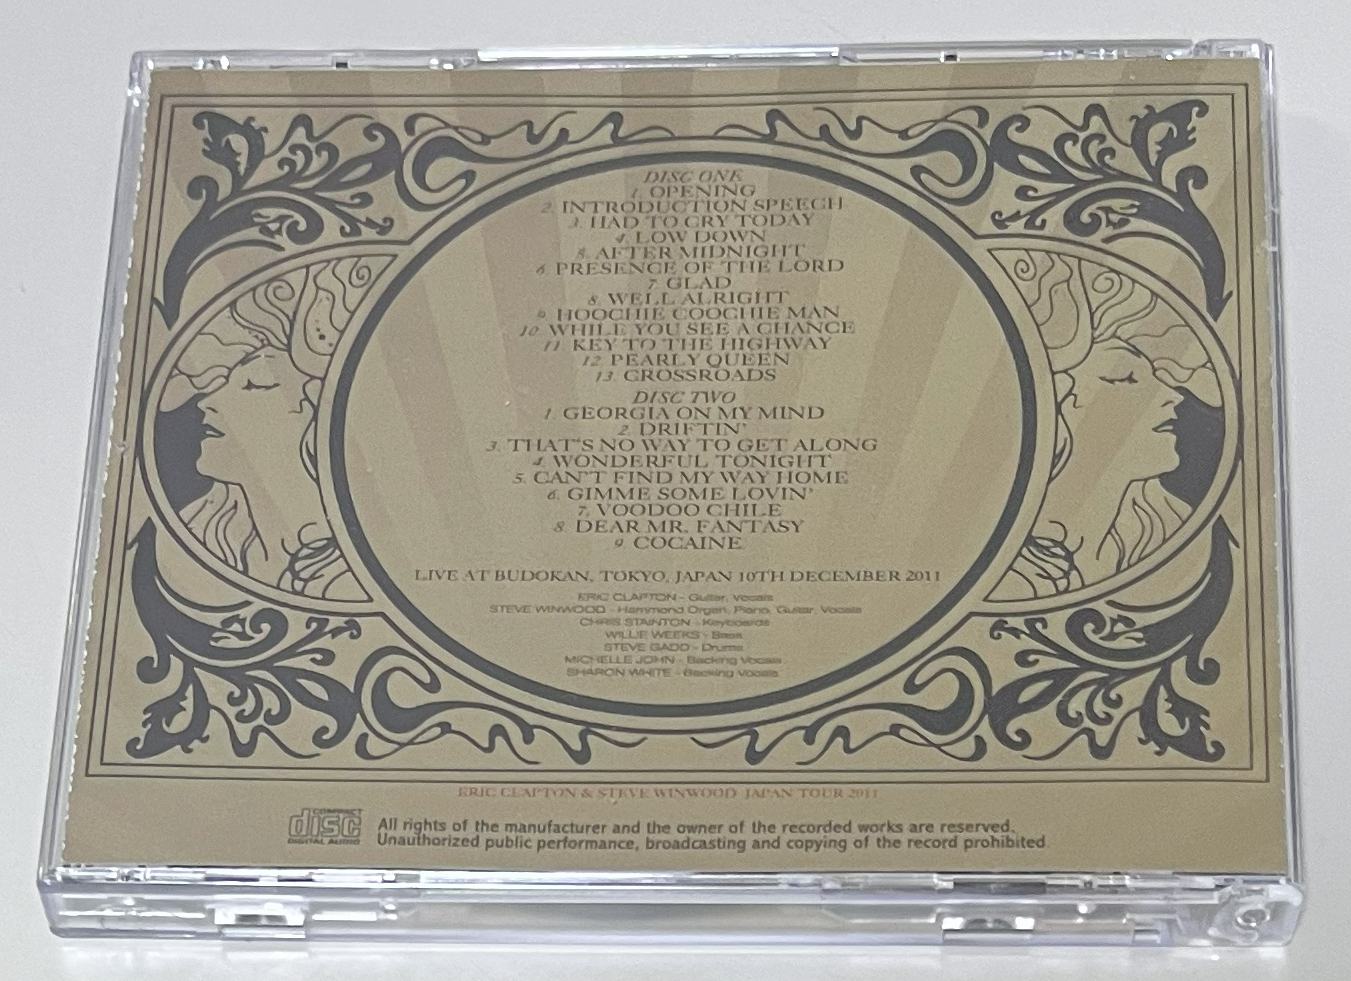 DISC ONE
1. OPENING
2. INTRODUCTION SPEECH
3. HAD TO CRY TODAY
4. LOW DOWN
5. AFTER MIDNIGHT
6. PRESENCE OF THE LORD
7. GLAD
8. WELL ALRIGHT
9. HOOCHIE COOCHIE MAN
10. WHILE YOU SEE A CHANCE
11. KEY TO THE HIGHWAY
12. PEARLY QUEEN
13. CROSSROADS
DISC TWO
1. GEORGIA ON MY MIND
2. DRIFTIN'
3. THAT'S NO WAY TO GET ALONG
4. WONDERFUL TONIGHT
5. CAN'T FIND MY WAY HOME
6. GIMME SOME LOVIN'
7. VOODOO CHILE
8. DEAR MR. FANTASY
9. COCAINE
LIVE AT BUDOKAN, TOKYO, JAPAN 10TH DECEMBER 2011
ERIC CLAPTON - Guitar, Vocals
STEVE WINWOOD - Hammond Organ, Piano, Guitar, Vocals
CHRIS STAINTON - Keyboards
WILLIE WEEKS - Bass
STEVE GADD - Drums
MICHELLE JOHN - Backing Vocals
SHARON WHITE - Backing Vocals
ERIC CLAPTON & STEVE WINWOOD JAPAN TOUR 2011
COMPACT
disc
DIGITAL AUDIO
All rights of the manufacturer and the owner of the recorded works are reserved.
Unauthorized public performance, broadcasting and copying of the record prohibited.